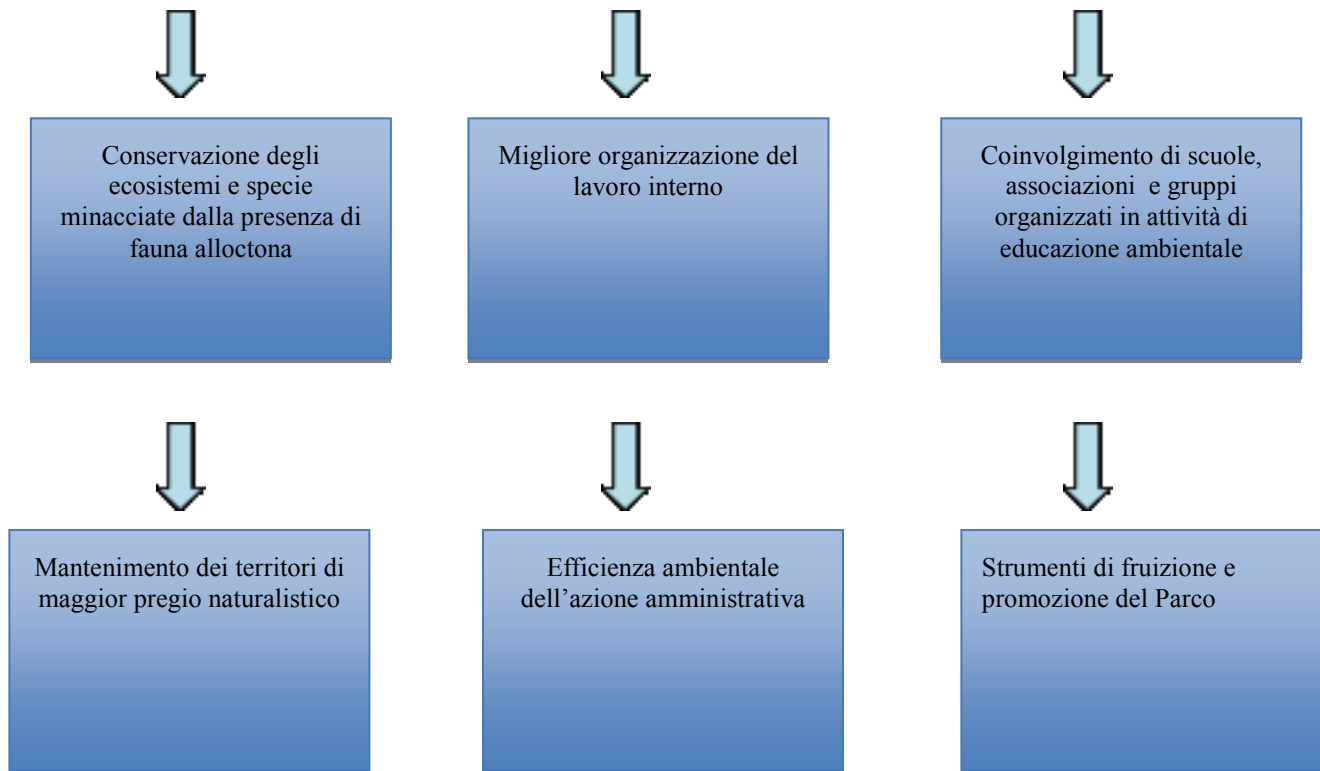 Conservazione degli
ecosistemi e specie
minacciate dalla presenza di
fauna alloctona
Migliore organizzazione del
lavoro interno
Coinvolgimento di scuole,
associazioni  e gruppi
organizzati in attività di
educazione ambientale
Mantenimento dei territori di
maggior pregio naturalistico
Efficienza ambientale
dell’azione amministrativa
Strumenti di fruizione e
promozione del Parco